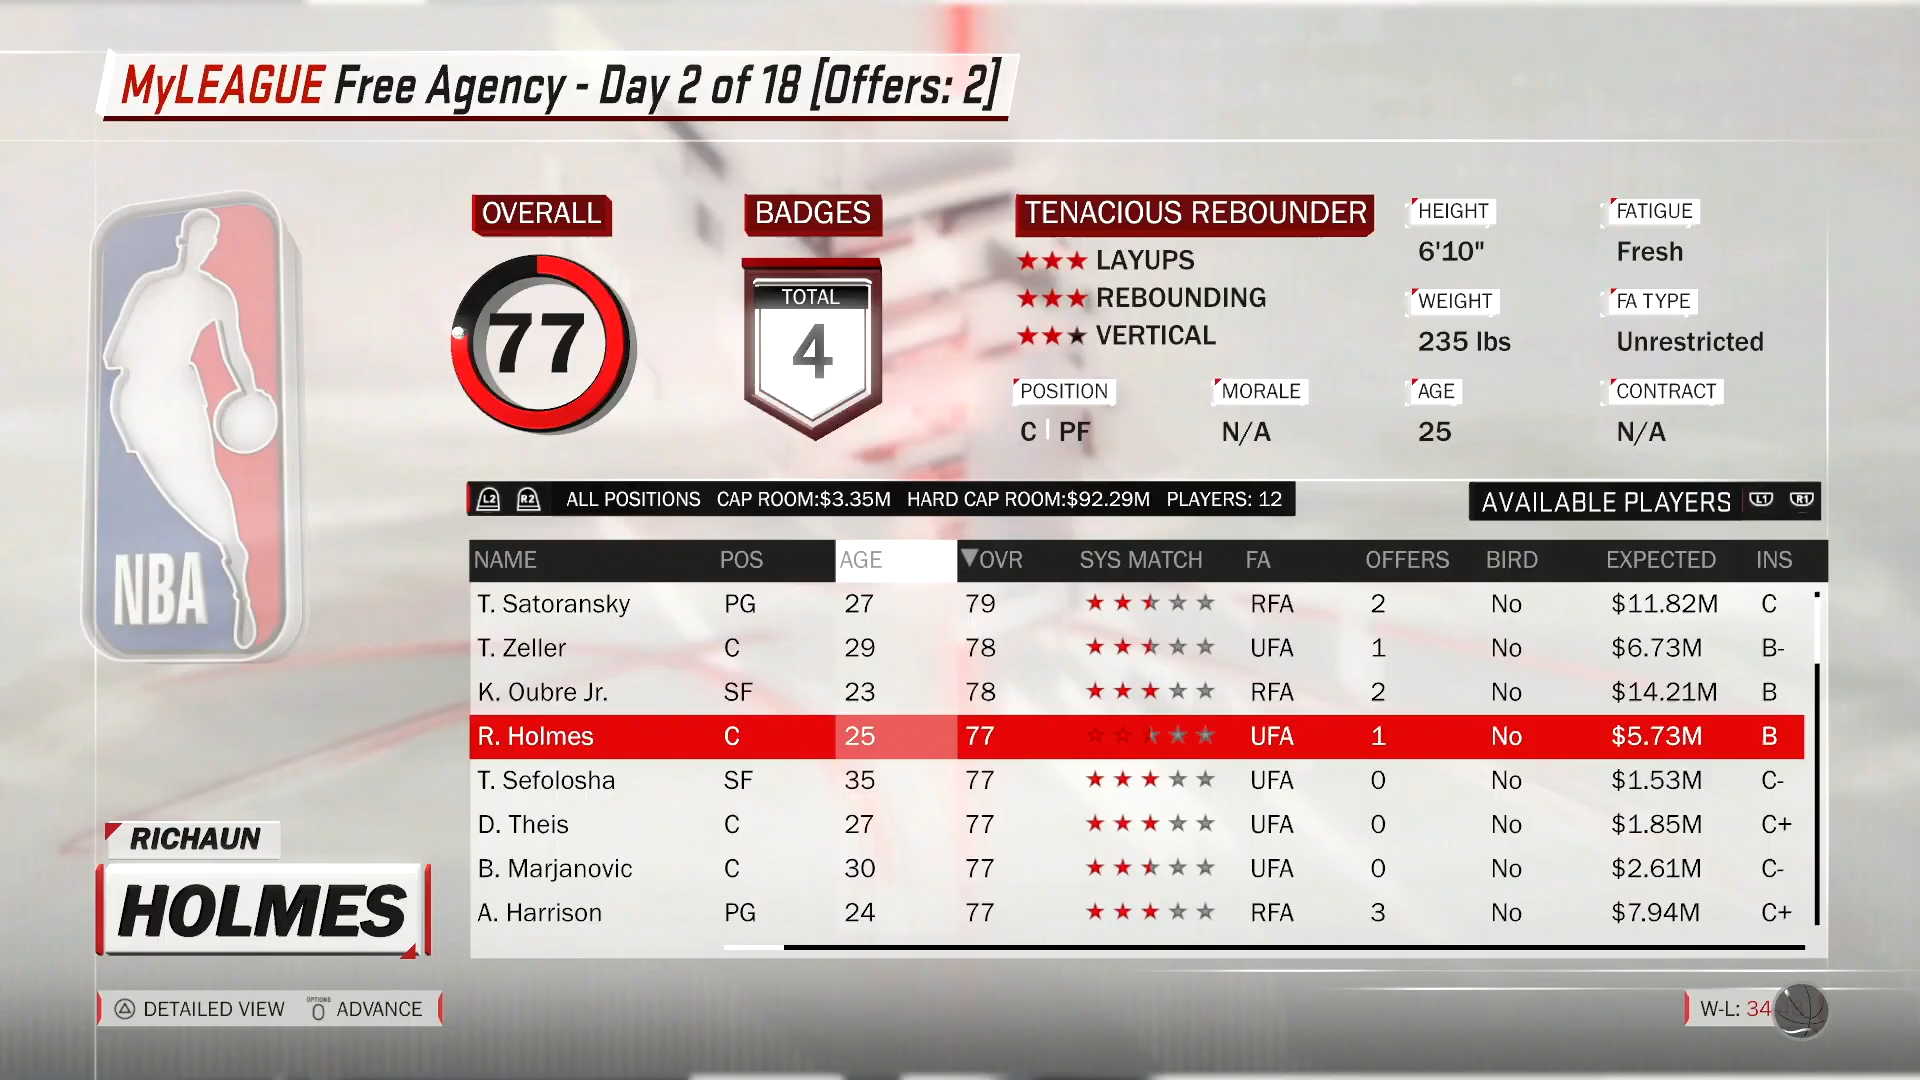 MyLEAGUE Free Agency - Day 2 of 18 [Offers: 2]
OVERALL
77
BADGES
TOTAL
4
TENACIOUS REBOUNDER
LAYUPS
REBOUNDING
VERTICAL
POSITION
C PF
MORALE
N/A
HEIGHT
6'10"
WEIGHT
235 lbs
AGE
25
FATIGUE
Fresh
FA TYPE
Unrestricted
CONTRACT
N/A
NBA
L2 R2 ALL POSITIONS CAP ROOM:$3.35M HARD CAP ROOM:$92.29M PLAYERS: 12
AVAILABLE PLAYERS L1 R1
NAME POS AGE OVR SYS MATCH FA OFFERS BIRD EXPECTED INS
T. Satoransky PG 27 79 RFA 2 No $11.82M C
T. Zeller C 29 78 UFA 1 No $6.73M B-
K. Oubre Jr. SF 23 78 RFA 2 No $14.21M B
R. Holmes C 25 77 UFA 1 No $5.73M B
T. Sefolosha SF 35 77 UFA 0 No $1.53M C-
D. Theis C 27 77 UFA 0 No $1.85M C+
B. Marjanovic C 30 77 UFA 0 No $2.61M C-
A. Harrison PG 24 77 RFA 3 No $7.94M C+
RICHAUN
HOLMES
DETAILED VIEW OPTIONS ADVANCE
W-L: 34